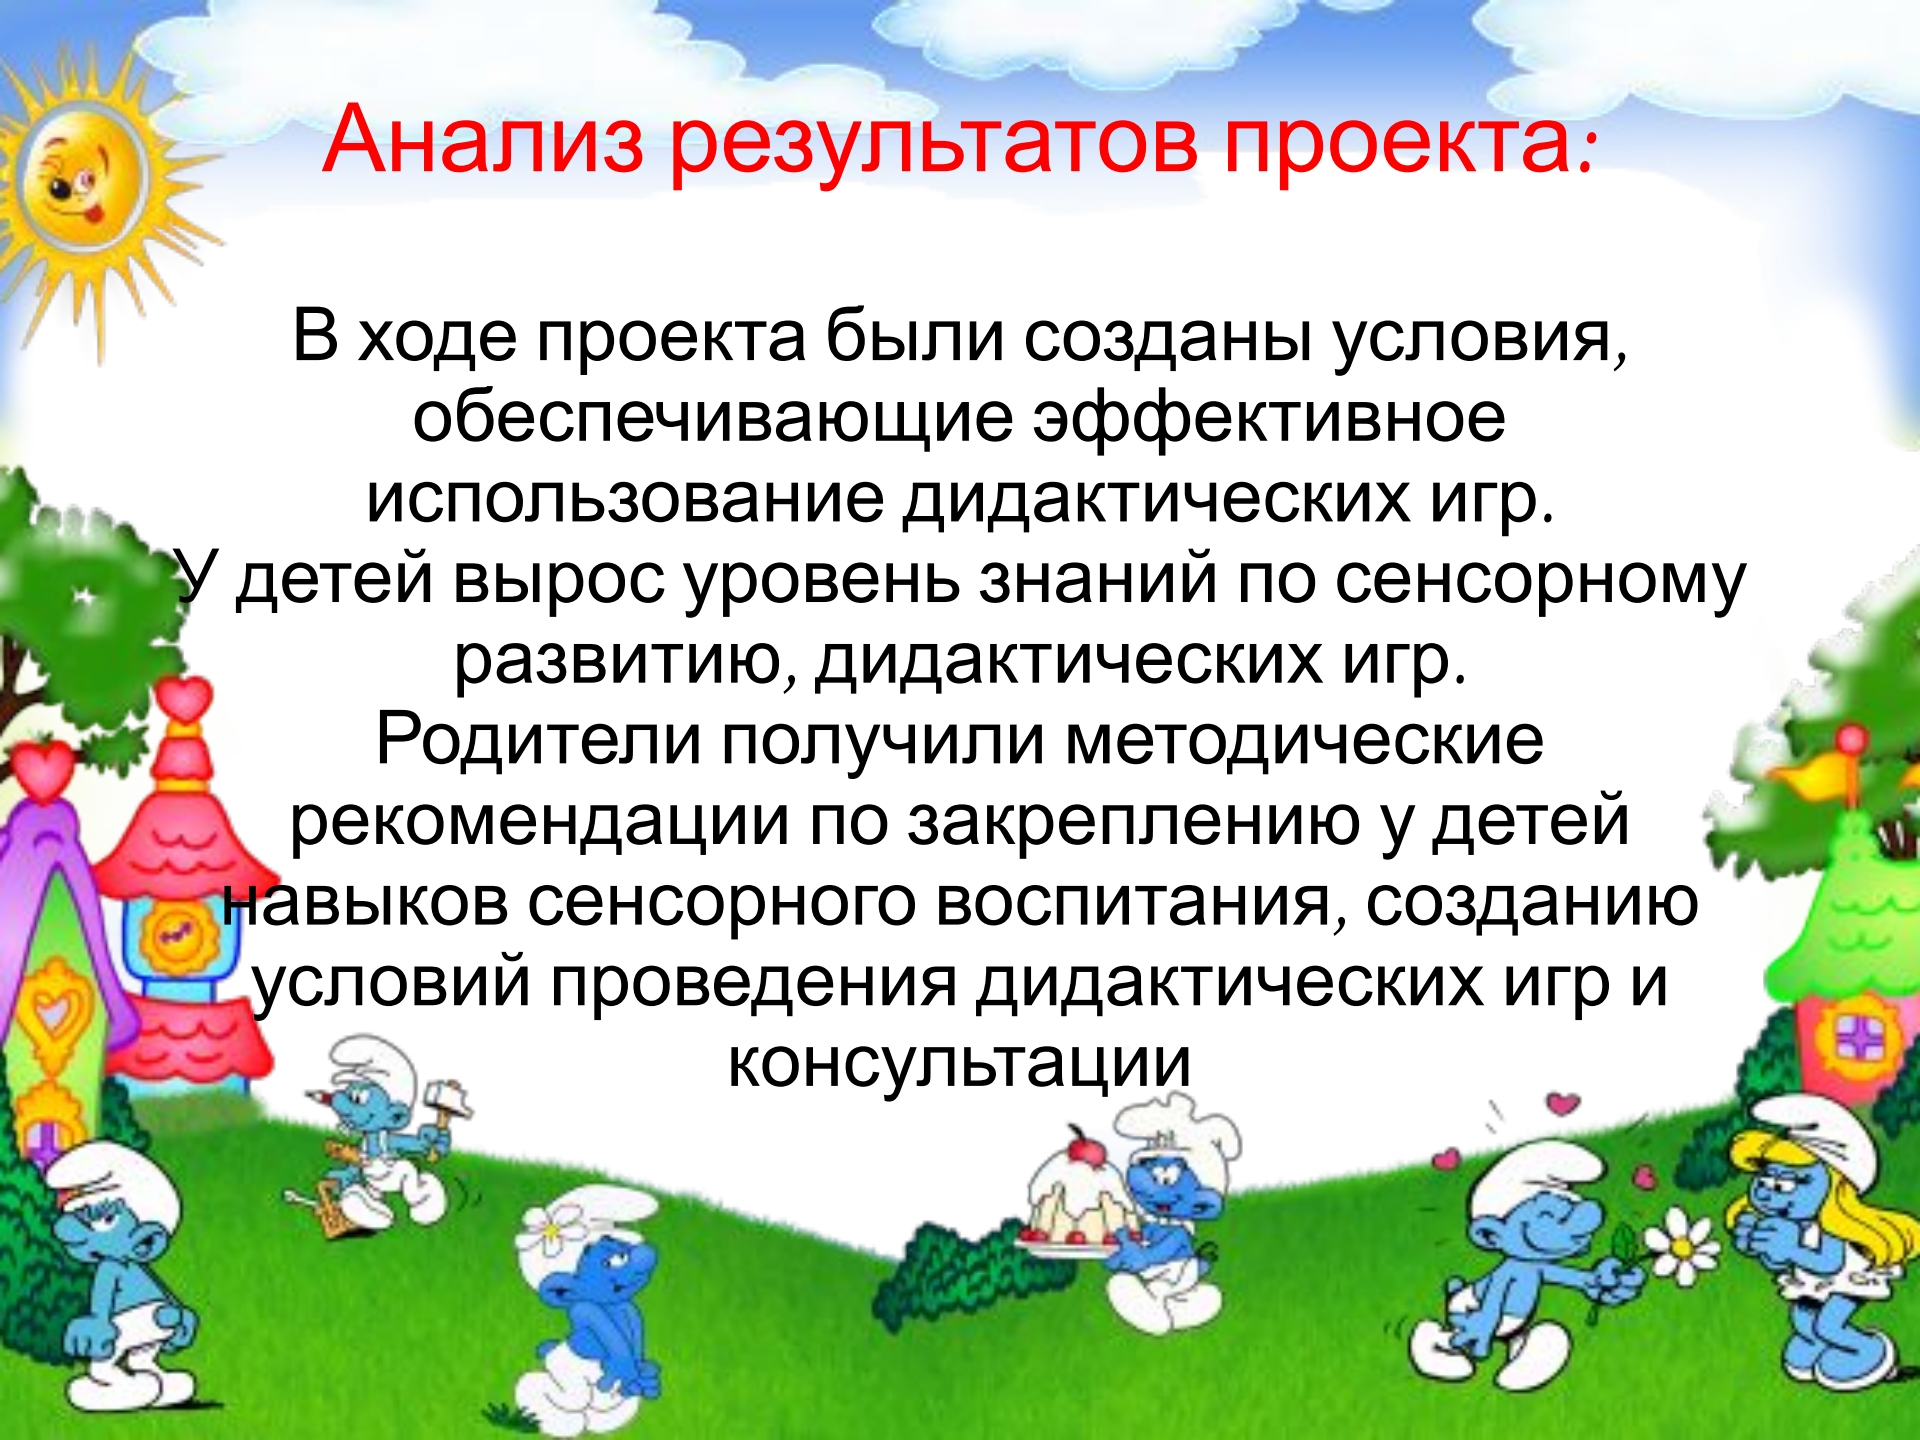 Анализ результатов проекта:
В ходе проекта были созданы условия,
обеспечивающие эффективное
использование дидактических игр.
У детей вырос уровень знаний по сенсорному
развитию, дидактических игр.
Родители получили методические
рекомендации по закреплению у детей
навыков сенсорного воспитания, созданию
условий проведения дидактических игр и
консультации